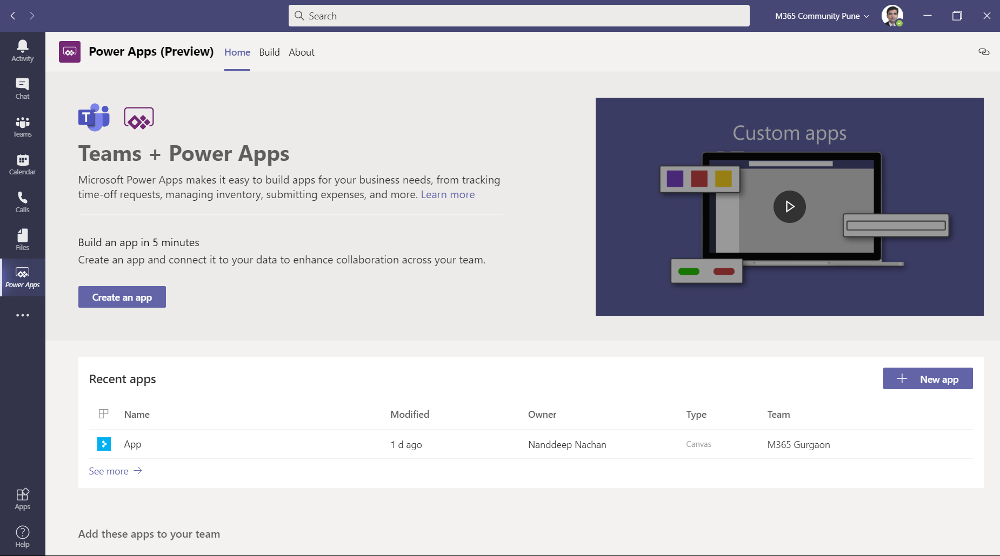 Search
M365 Community Pune
Activity
Chat
Teams
Calendar
Calls
Files
Power Apps
Apps
Help
Power Apps (Preview)
Home
Build
About
T
Teams + Power Apps
Microsoft Power Apps makes it easy to build apps for your business needs, from tracking
time-off requests, managing inventory, submitting expenses, and more. Learn more
Build an app in 5 minutes
Create an app and connect it to your data to enhance collaboration across your team.
Create an app
Custom apps
Recent apps
New app
Name Modified Owner Type Team
App 1 d ago Nanddeep Nachan Canvas M365 Gurgaon
See more
Add these apps to your team